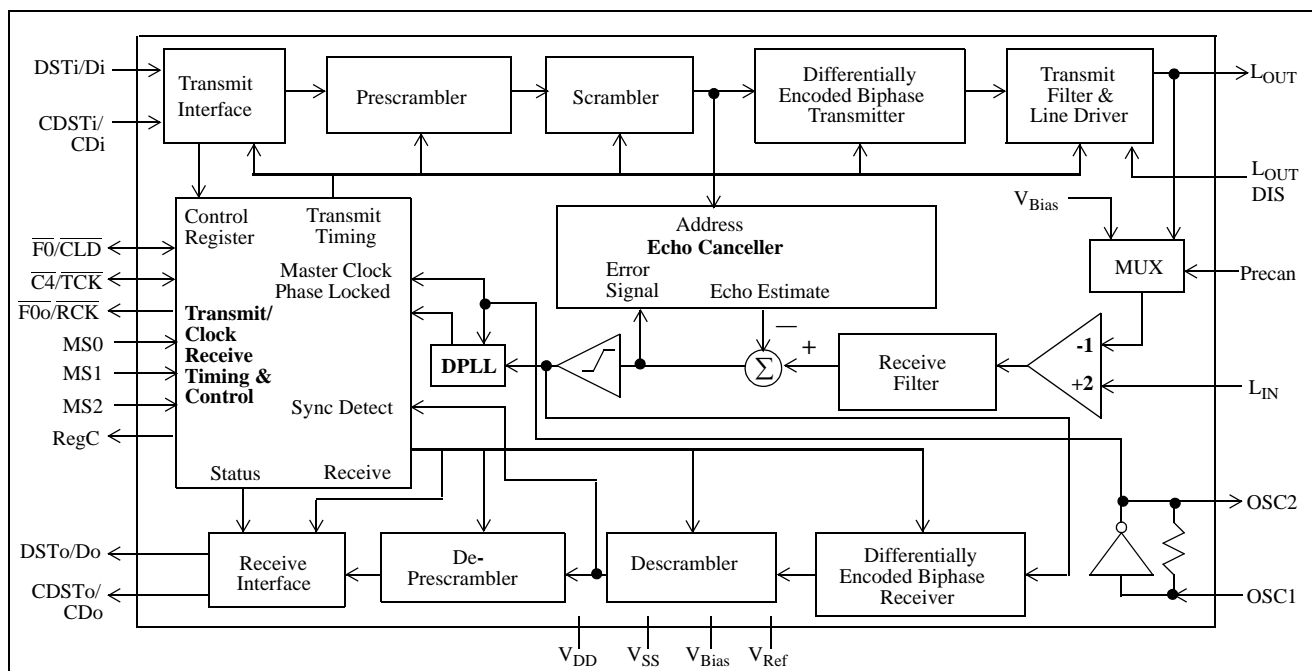 DSTi/Di
CDSTi/
CDi
Transmit
Interface
Prescrambler
Scrambler
Differentially
Encoded Biphase
Transmitter
Transmit
Filter &
Line Driver
LOUT
LOUT
DIS
VBias
MUX
Precan
Address
Echo Canceller
Error
Signal
Echo Estimate
Control
Register
Transmit
Timing
Master Clock
Phase Locked
Transmit/
Clock
Receive
Timing &
Control
Sync Detect
Status
Receive
F0/CLD
C4/TCK
F0o/RCK
MS0
MS1
MS2
RegC
DPLL
Σ
—
+
Receive
Filter
-1
+2
LIN
OSC2
OSC1
DSTo/Do
CDSTo/
CDo
Receive
Interface
De-
Prescrambler
Descrambler
Differentially
Encoded Biphase
Receiver
VDD
VSS
VBias
VRef